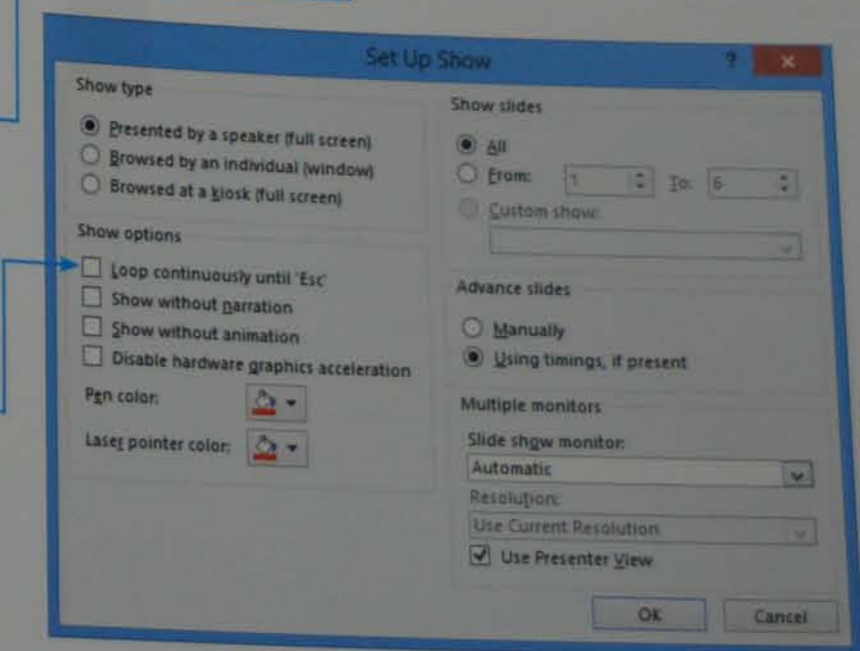 Set Up Show
?
Show type
Presented by a speaker (full screen)
Browsed by an individual (window)
Browsed at a kiosk (full screen)
Show options
Loop continuously until 'Esc'
Show without narration
Show without animation
Disable hardware graphics acceleration
Pen color:
Laser pointer color:
Show slides
All
From: 1 To: 6
Custom show:
Advance slides
Manually
Using timings, if present
Multiple monitors
Slide show monitor:
Automatic
Resolution:
Use Current Resolution
Use Presenter View
OK Cancel